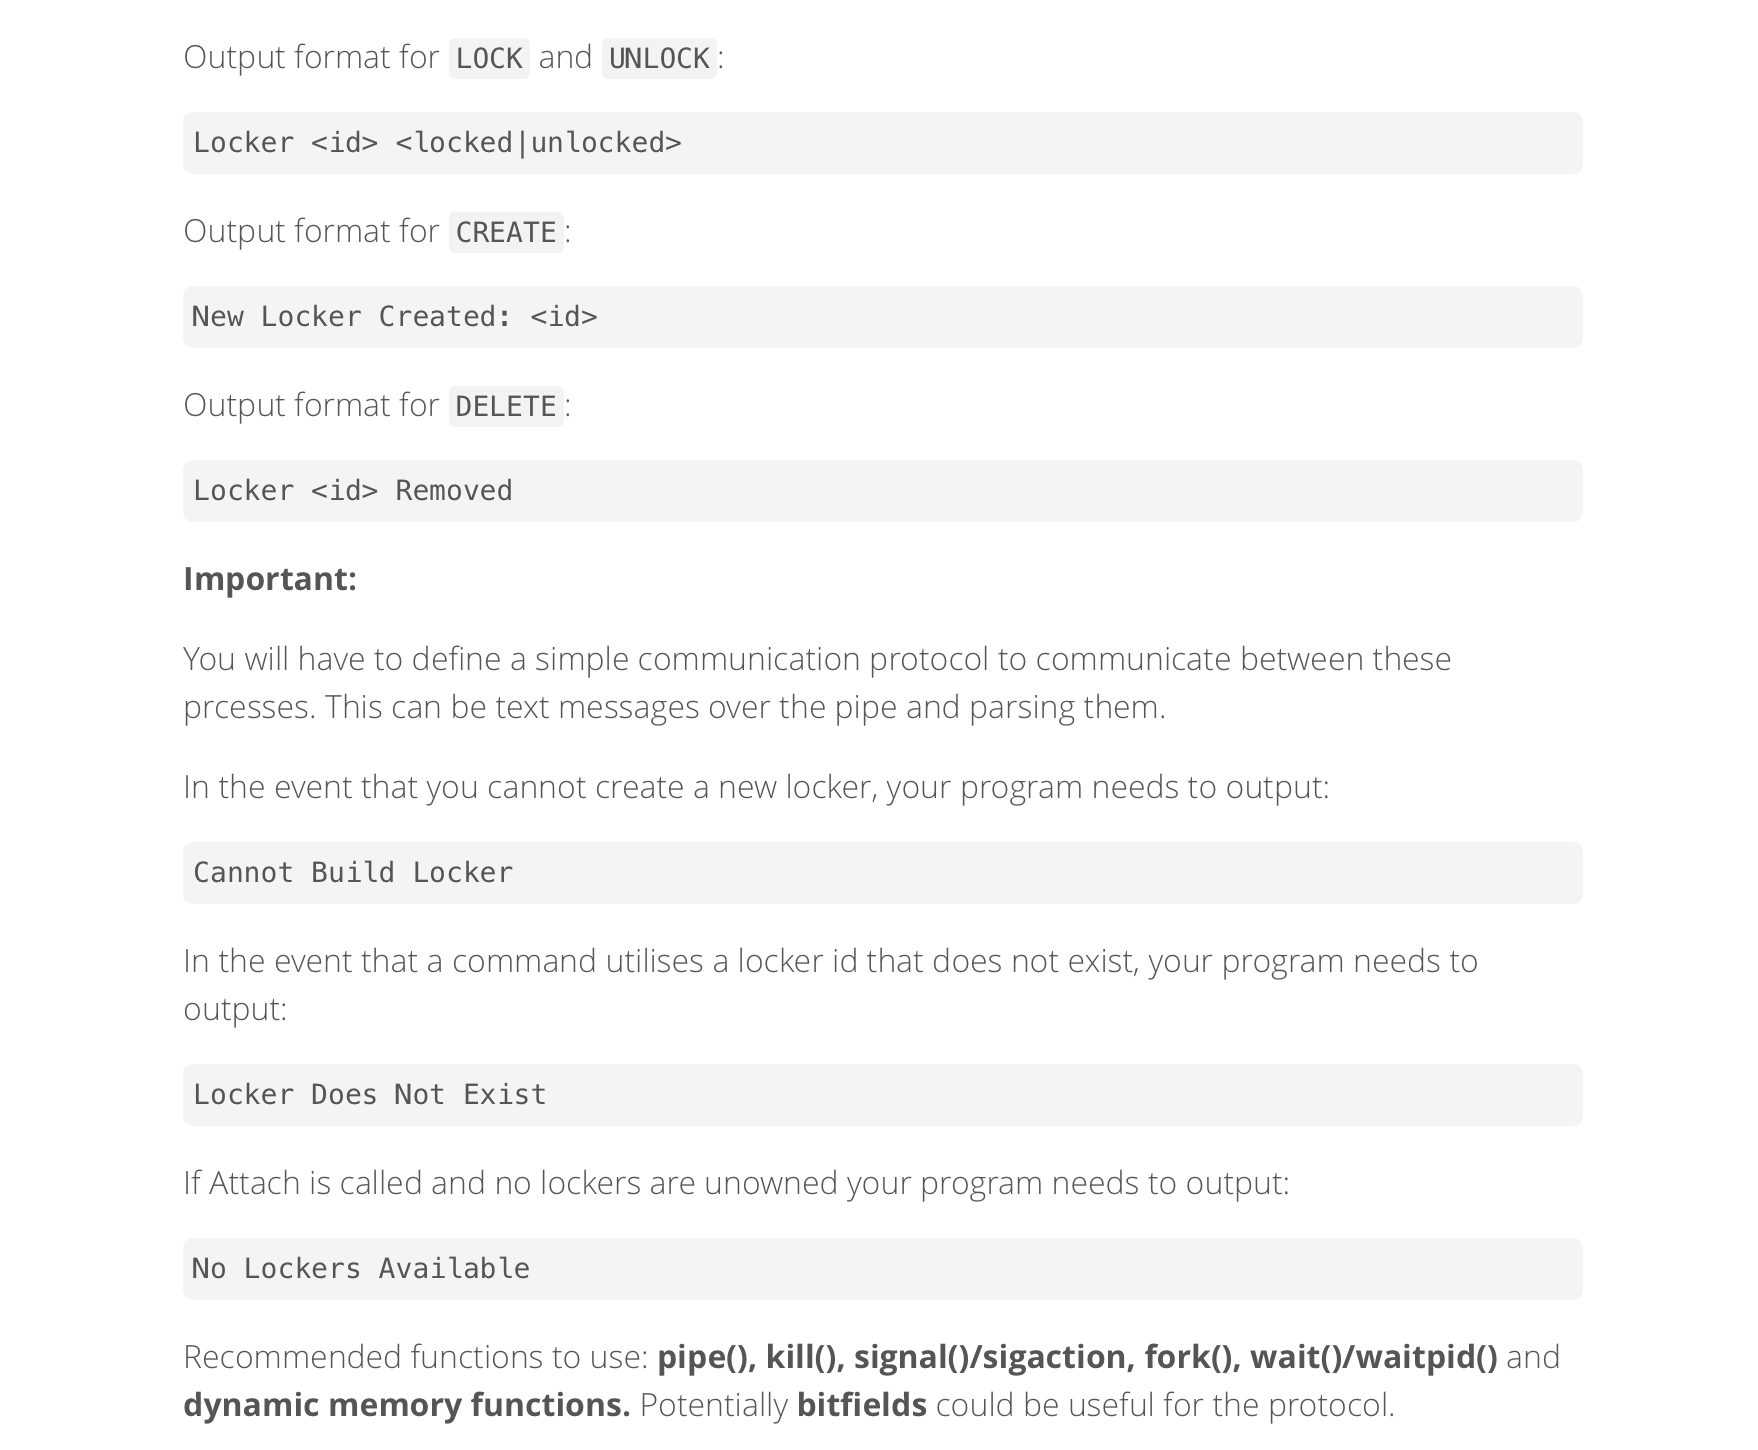 Output format for LOCK and UNLOCK:
Locker <id> <locked|unlocked>
Output format for CREATE:
New Locker Created: <id>
Output format for DELETE:
Locker <id> Removed
Important:
You will have to define a simple communication protocol to communicate between these
prcesses. This can be text messages over the pipe and parsing them.
In the event that you cannot create a new locker, your program needs to output:
Cannot Build Locker
In the event that a command utilises a locker id that does not exist, your program needs to
output:
Locker Does Not Exist
If Attach is called and no lockers are unowned your program needs to output:
No Lockers Available
Recommended functions to use: pipe(), kill(), signal()/sigaction, fork(), wait()/waitpid() and
dynamic memory functions. Potentially bitfields could be useful for the protocol.